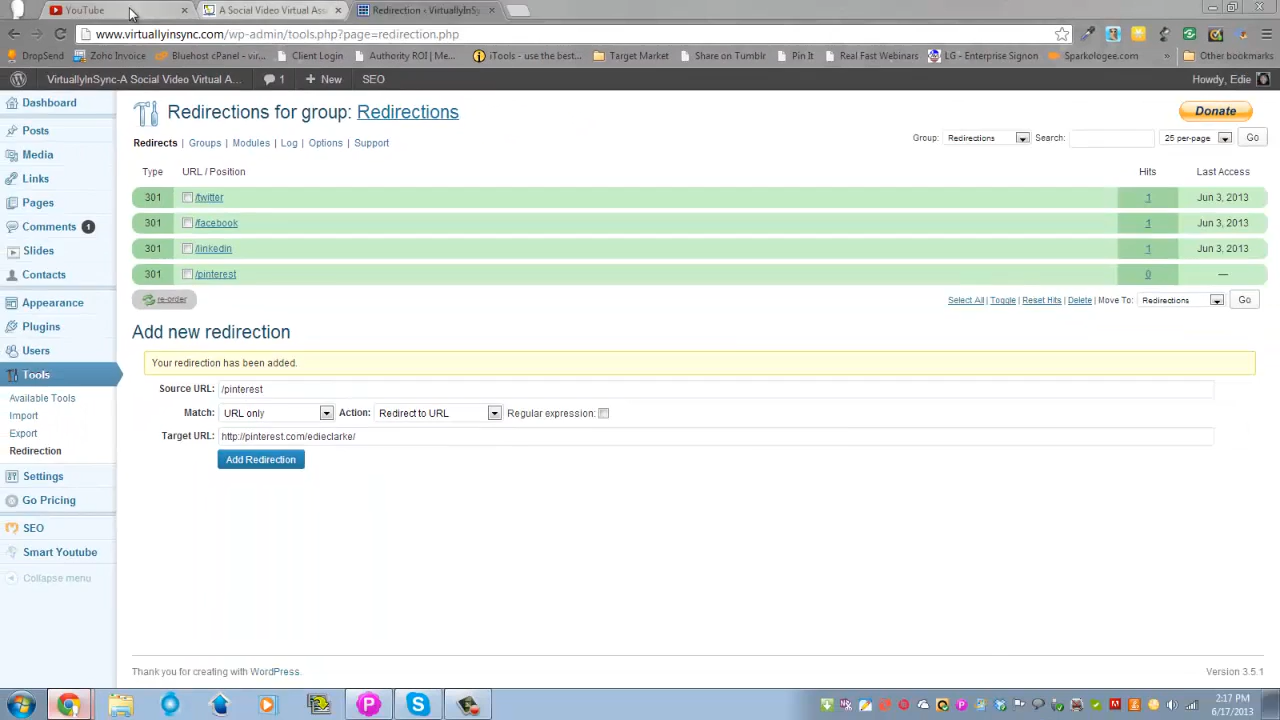 YouTube
A Social Video Virtual Ass
Redirection ‹ VirtuallyInSy
www.virtuallyinsync.com/wp-admin/tools.php?page=redirection.php
DropSend
Zoho Invoice
Bluehost cPanel - vir...
Client Login
Authority ROI | Me...
iTools - use the best...
Target Market
Share on Tumblr
Pin It
Real Fast Webinars
LG - Enterprise Signon
Sparkologee.com
»
Other bookmarks
VirtuallyInSync-A Social Video Virtual A...
1
+ New
SEO
Howdy, Edie
Dashboard
Posts
Media
Links
Pages
Comments 1
Slides
Contacts
Appearance
Plugins
Users
Tools
Available Tools
Import
Export
Redirection
Settings
Go Pricing
SEO
Smart Youtube
Collapse menu
Redirections for group: Redirections
Donate
Redirects | Groups | Modules | Log | Options | Support
Group: Redirections Search: 25 per-page Go
Type URL / Position Hits Last Access
301 /twitter 1 Jun 3, 2013
301 /facebook 1 Jun 3, 2013
301 /linkedin 1 Jun 3, 2013
301 /pinterest 0 —
re-order
Select All | Toggle | Reset Hits | Delete | Move To: Redirections Go
Add new redirection
Your redirection has been added.
Source URL: /pinterest
Match: URL only Action: Redirect to URL Regular expression:
Target URL: http://pinterest.com/edieclarke/
Add Redirection
Thank you for creating with WordPress.
Version 3.5.1
2:17 PM
6/17/2013